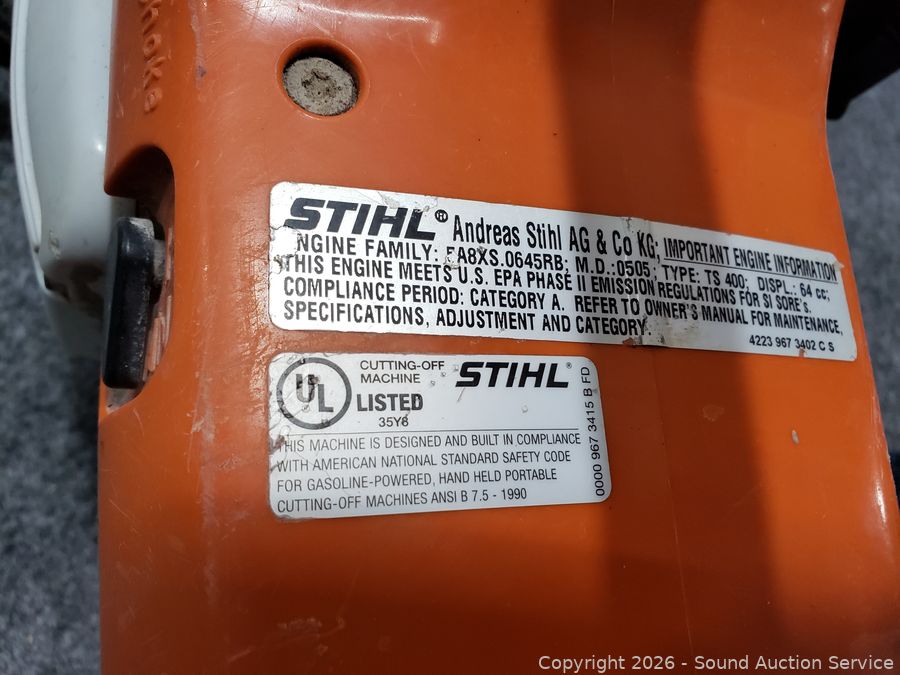 choke
STIHL® Andreas Stihl AG & Co KG; IMPORTANT ENGINE INFORMATION
NGINE FAMILY: 5A8XS.0645RB; M.D.:0505; TYPE: TS 400; DISPL.: 64 cc;
THIS ENGINE MEETS U.S. EPA PHASE II EMISSION REGULATIONS FOR SI SORE's.
COMPLIANCE PERIOD: CATEGORY A. REFER TO OWNER'S MANUAL FOR MAINTENANCE,
SPECIFICATIONS, ADJUSTMENT AND CATEGORY.
4223 967 3402 C S
UL
CUTTING-OFF
MACHINE
LISTED
35Y8
STIHL®
THIS MACHINE IS DESIGNED AND BUILT IN COMPLIANCE
WITH AMERICAN NATIONAL STANDARD SAFETY CODE
FOR GASOLINE-POWERED, HAND HELD PORTABLE
CUTTING-OFF MACHINES ANSI B 7.5 - 1990
0000 967 3415 B FD
Copyright © 2026 - Sound Auction Service